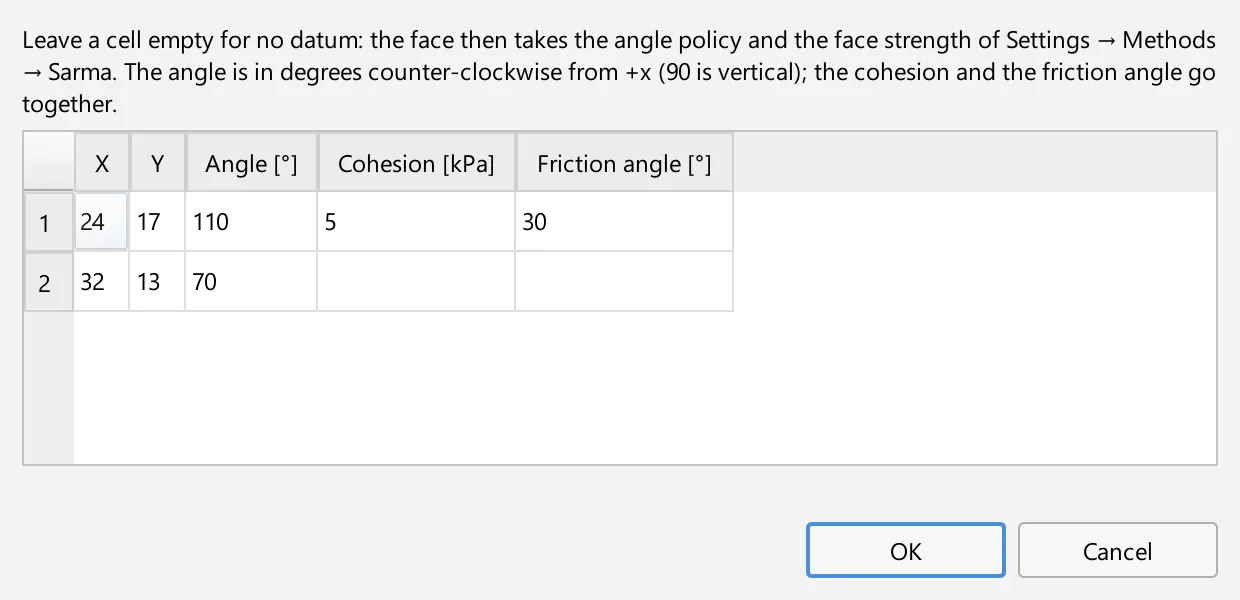 Leave a cell empty for no datum: the face then takes the angle policy and the face strength of Settings → Methods
→ Sarma. The angle is in degrees counter-clockwise from +x (90 is vertical); the cohesion and the friction angle go
together.
X Y Angle [°] Cohesion [kPa] Friction angle [°]
1 24 17 110 5 30
2 32 13 70
OK Cancel